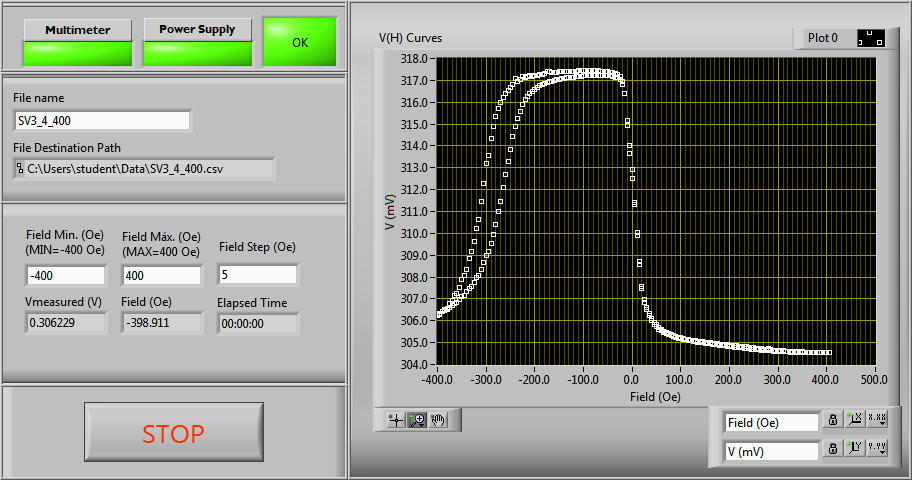 Multimeter
Power Supply
OK
File name
SV3_4_400
File Destination Path
C:\Users\student\Data\SV3_4_400.csv
Field Min. (Oe)
(MIN=-400 Oe)
Field Máx. (Oe)
(MAX=400 Oe)
Field Step (Oe)
-400
400
5
Vmeasured (V)
Field (Oe)
Elapsed Time
0.306229
-398.911
00:00:00
STOP
V(H) Curves
Plot 0
318.0
317.0
316.0
315.0
314.0
313.0
312.0
311.0
310.0
309.0
308.0
307.0
306.0
305.0
304.0
V (mV)
-400.0
-300.0
-200.0
-100.0
0.0
100.0
200.0
300.0
400.0
500.0
Field (Oe)
Field (Oe)
X
X.XX
V (mV)
Y
Y.YY